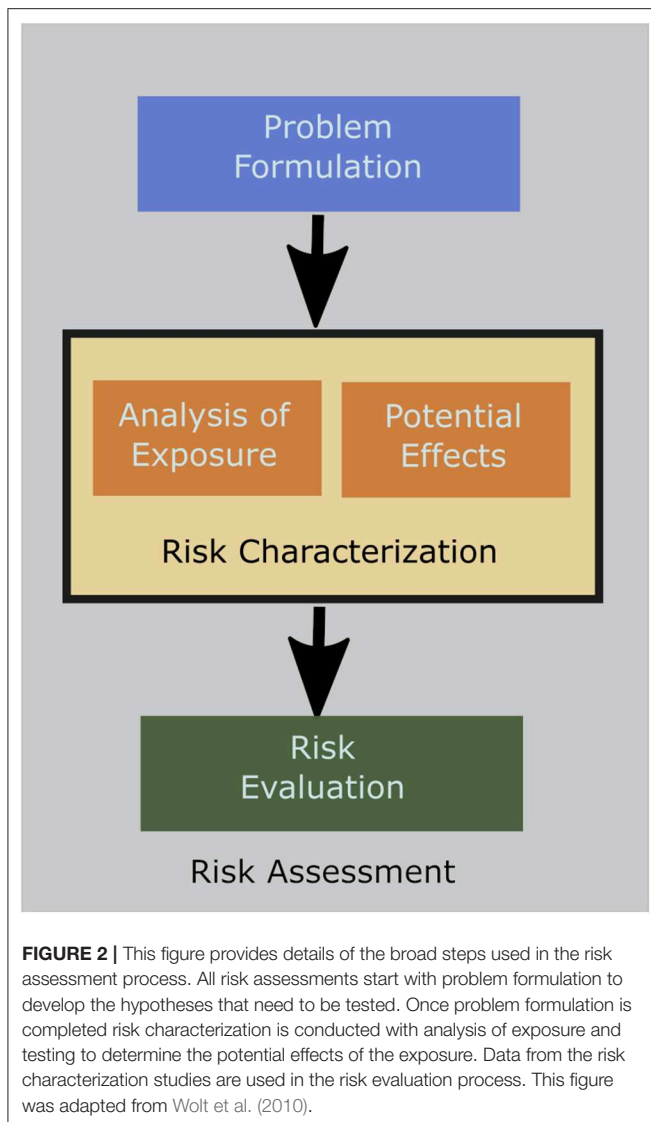 Problem
Formulation
Analysis of
Exposure
Potential
Effects
Risk Characterization
Risk
Evaluation
Risk Assessment
FIGURE 2 | This figure provides details of the broad steps used in the risk
assessment process. All risk assessments start with problem formulation to
develop the hypotheses that need to be tested. Once problem formulation is
completed risk characterization is conducted with analysis of exposure and
testing to determine the potential effects of the exposure. Data from the risk
characterization studies are used in the risk evaluation process. This figure
was adapted from Wolt et al. (2010).